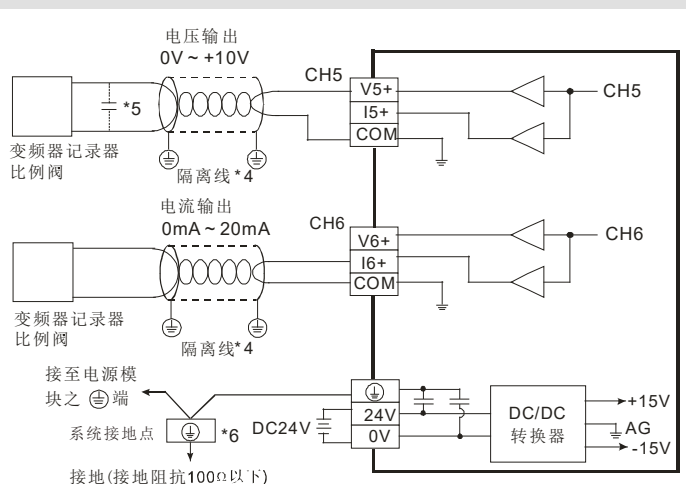 电压输出
0V ~ +10V
CH5
V5+
I5+
COM
CH5
*5
变频器记录器
比例阀
隔离线*4
电流输出
0mA ~ 20mA
CH6
V6+
I6+
COM
CH6
变频器记录器
比例阀
隔离线*4
接至电源模
块之 端
系统接地点
*6
DC24V
24V
0V
DC/DC
转换器
+15V
AG
-15V
接地(接地阻抗100Ω以下)